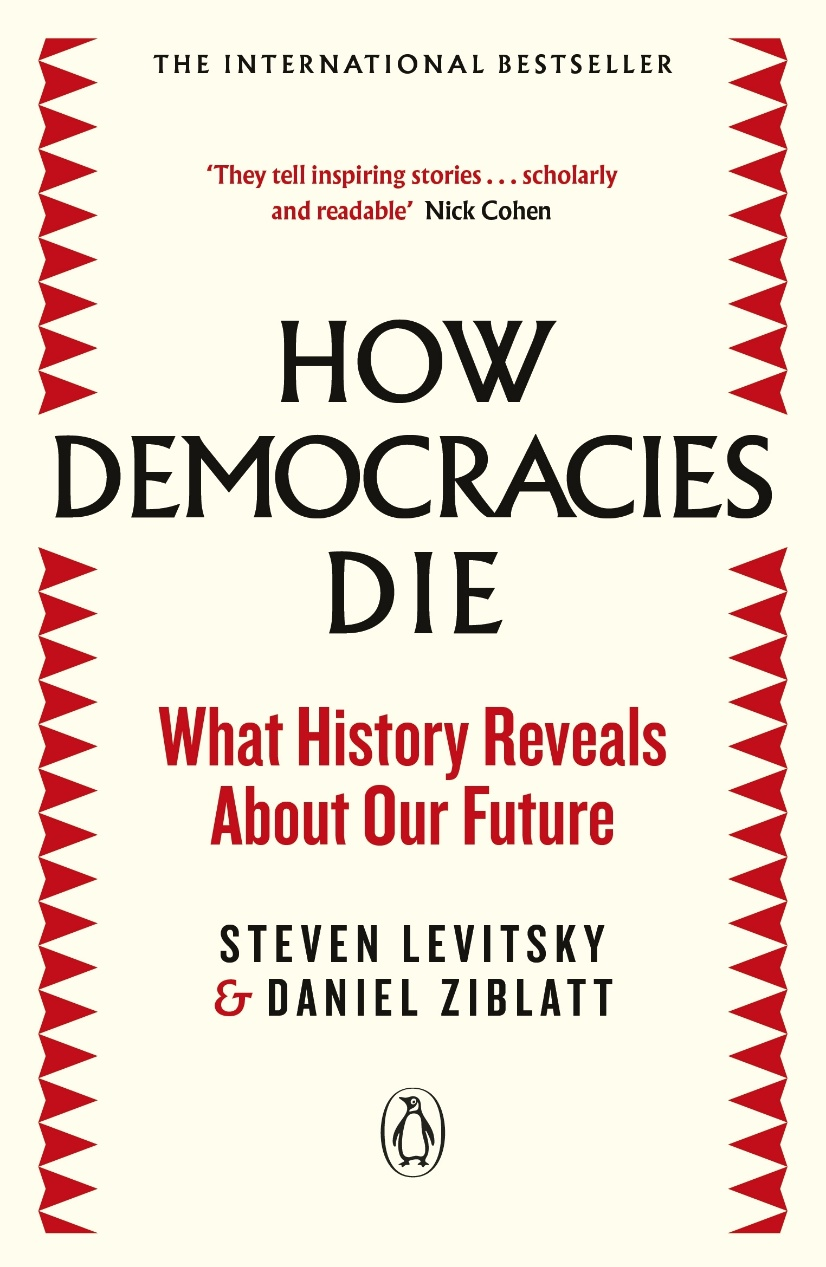 THE INTERNATIONAL BESTSELLER
‘They tell inspiring stories . . . scholarly
and readable’ Nick Cohen
HOW
DEMOCRACIES
DIE
What History Reveals
About Our Future
STEVEN LEVITSKY
& DANIEL ZIBLATT